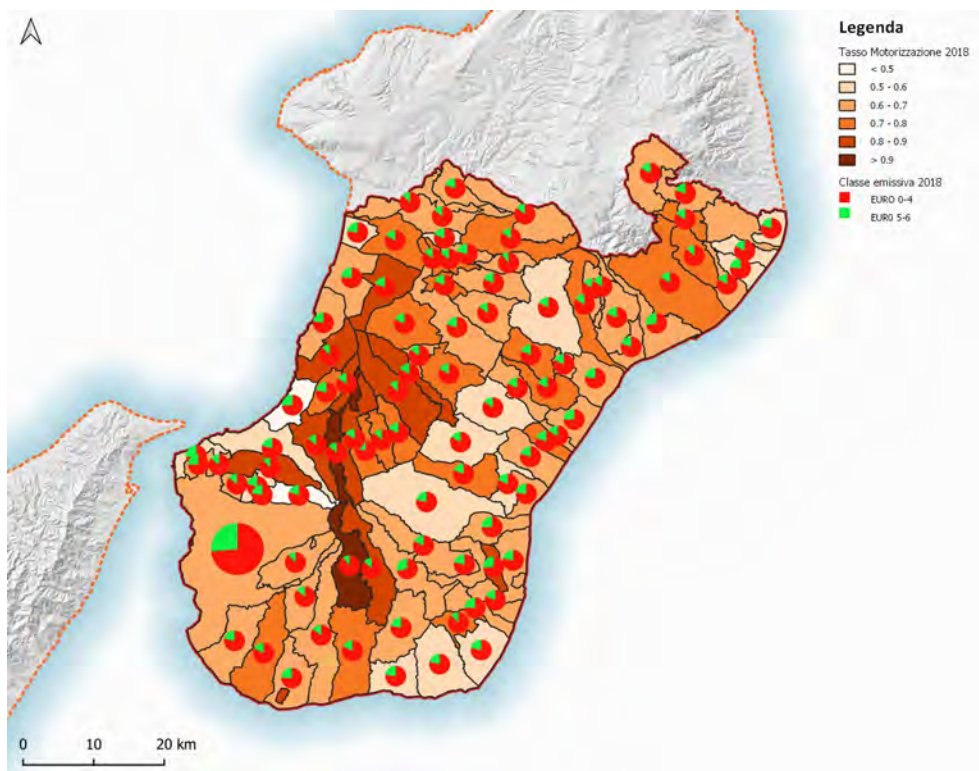 Legenda
Tasso Motorizzazione 2018
< 0.5
0.5 - 0.6
0.6 - 0.7
0.7 - 0.8
0.8 - 0.9
> 0.9
Classe emissiva 2018
EURO 0-4
EURO 5-6
0 10 20 km